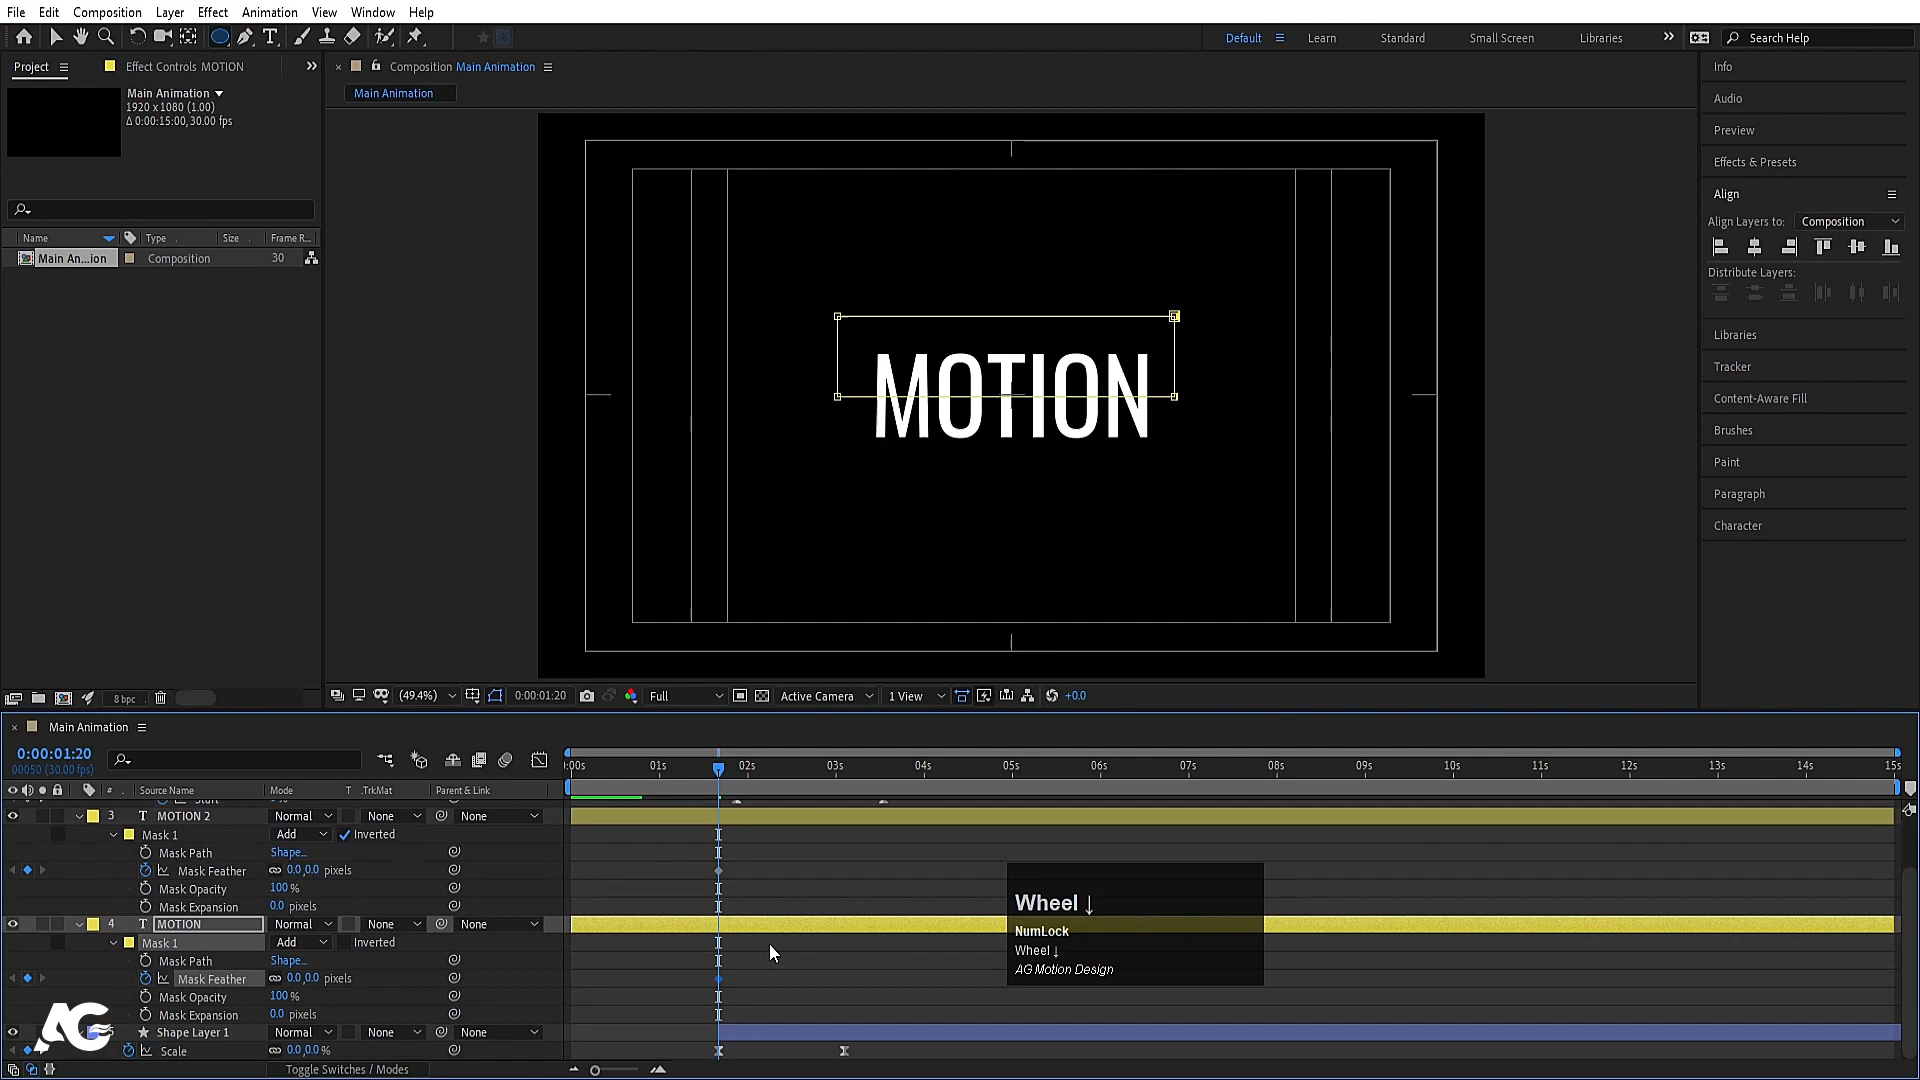 File Edit Composition Layer Effect Animation View Window Help
Default Learn Standard Small Screen Libraries Search Help
Project Effect Controls MOTION
Composition Main Animation
Info
Main Animation
1920 x 1080 (1.00)
Δ 0:00:15:00, 30.00 fps
Main Animation
Audio
Preview
Effects & Presets
Align
Align Layers to: Composition
Distribute Layers:
Name Type Size Frame R...
Main An...ion Composition 30
MOTION
Libraries
Tracker
Content-Aware Fill
Brushes
Paint
Paragraph
Character
8 bpc
(49.4%) 0:00:01:20 Full Active Camera 1 View +0.0
Main Animation
0:00:01:20
00050 (30.00 fps)
:00s 01s 02s 03s 04s 05s 06s 07s 08s 09s 10s 11s 12s 13s 14s 15s
# Source Name Mode T TrkMat Parent & Link
3 T MOTION 2 Normal None None
Mask 1 Add Inverted
Mask Path Shape...
Mask Feather 0.0,0.0 pixels
Mask Opacity 100 %
Mask Expansion 0.0 pixels
4 T MOTION Normal None None
Mask 1 Add Inverted
Mask Path Shape...
Mask Feather 0.0,0.0 pixels
Mask Opacity 100 %
Mask Expansion 0.0 pixels
5 Shape Layer 1 Normal None None
Scale 0.0,0.0 %
Toggle Switches / Modes
Wheel ↓
NumLock
Wheel ↓
AG Motion Design
AG